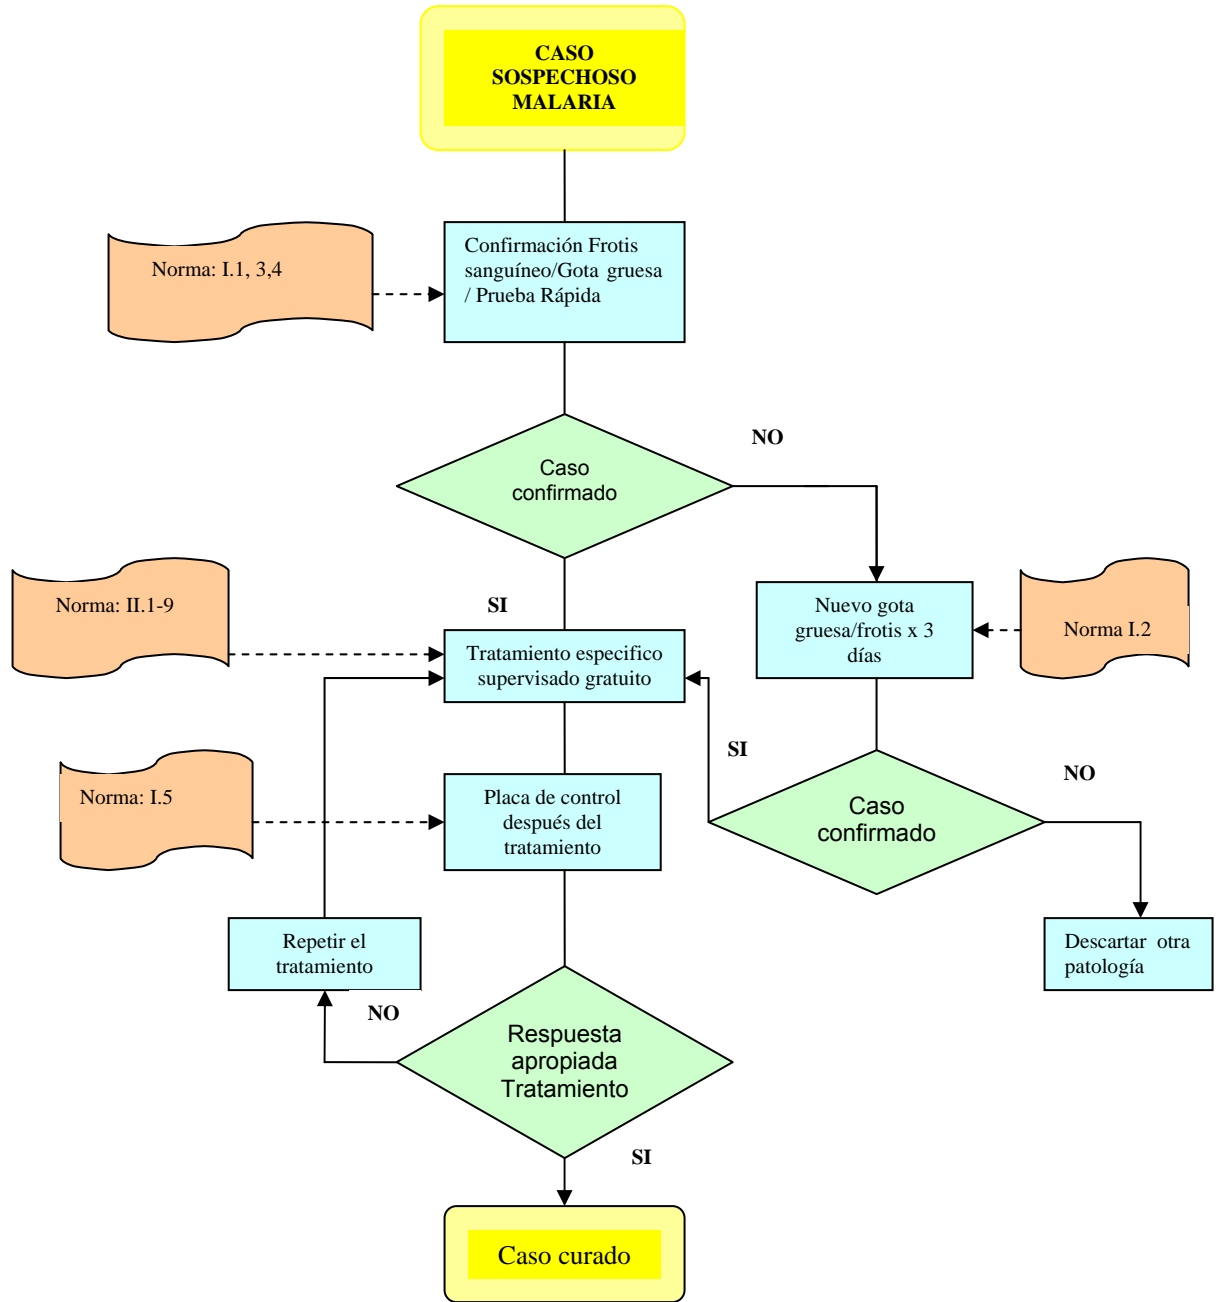 CASO
SOSPECHOSO
MALARIA
Norma: I.1, 3,4
Confirmación Frotis
sanguíneo/Gota gruesa
/ Prueba Rápida
NO
Caso
confirmado
Norma: II.1-9
SI
Nuevo gota
gruesa/frotis x 3
días
Norma I.2
Tratamiento especifico
supervisado gratuito
SI
NO
Norma: I.5
Placa de control
después del
tratamiento
Caso
confirmado
Repetir el
tratamiento
Descartar otra
patología
NO
Respuesta
apropiada
Tratamiento
SI
Caso curado